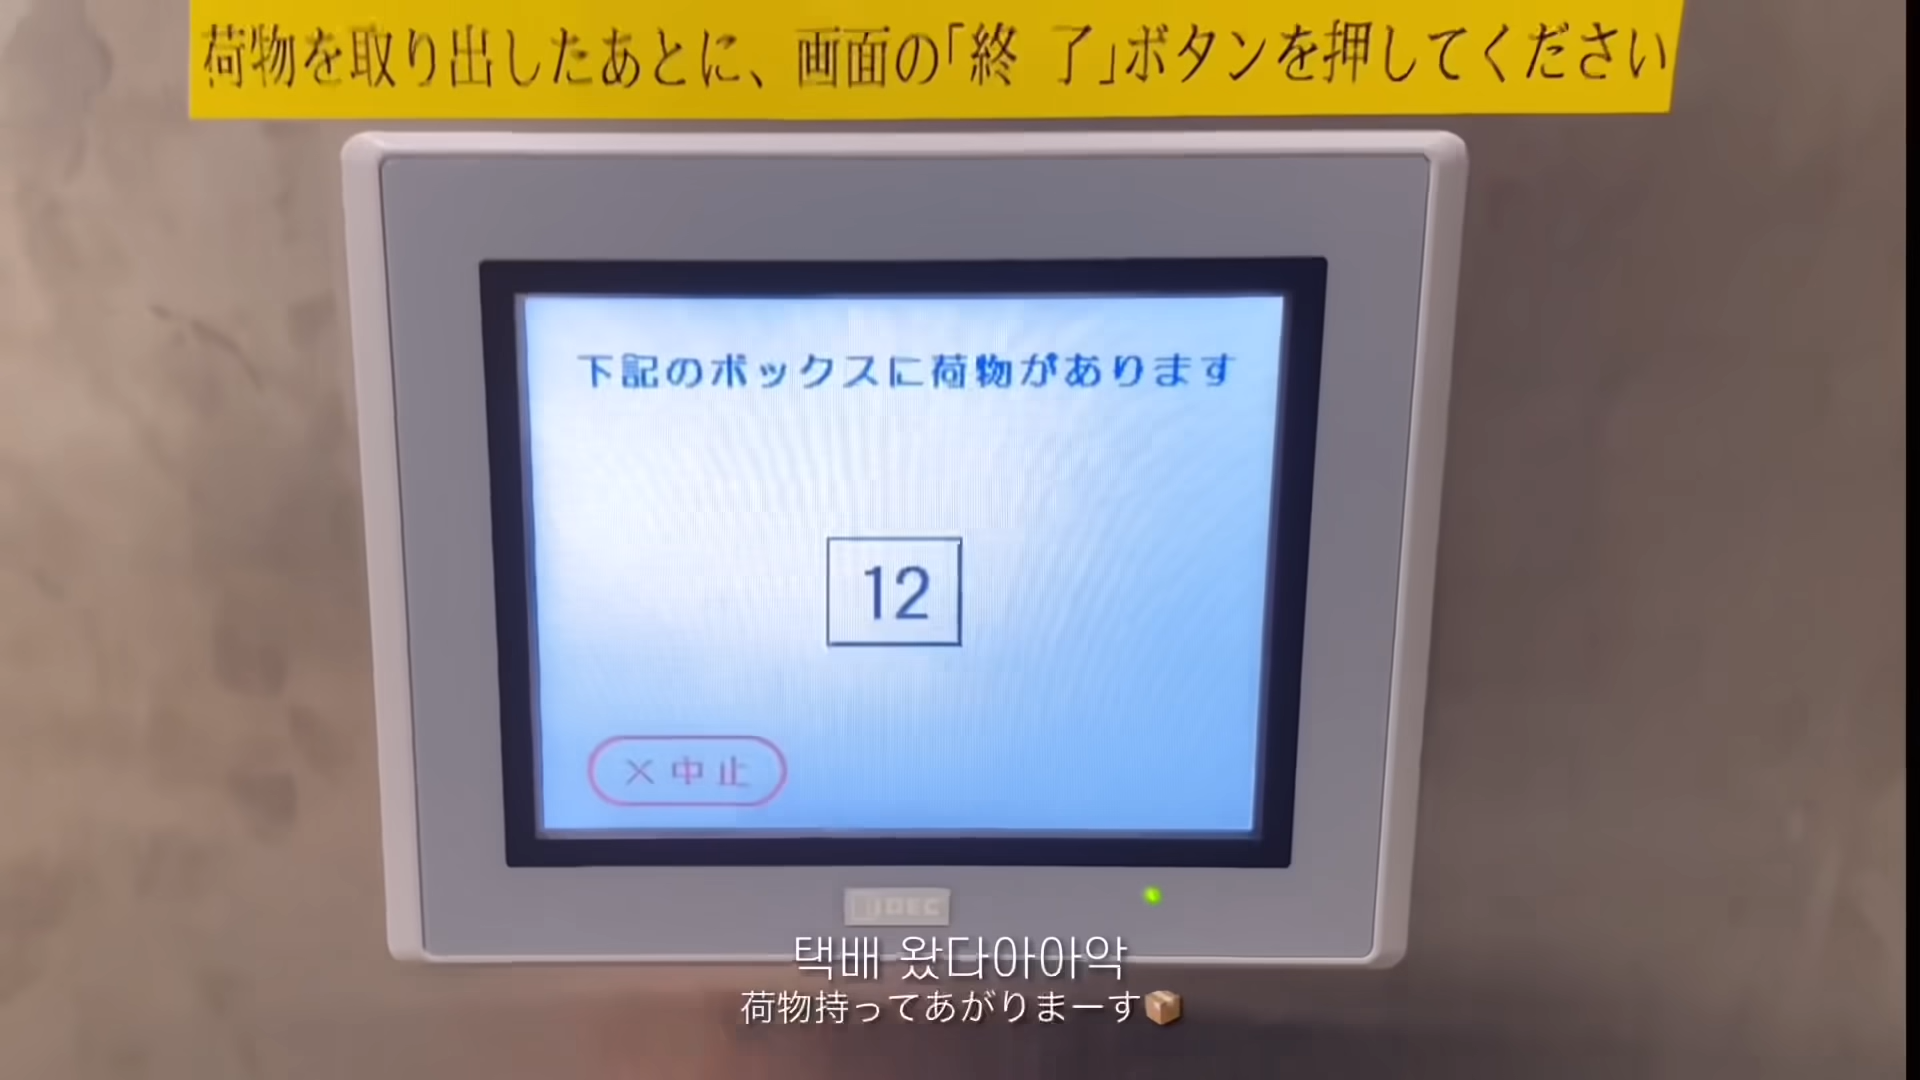 荷物を取り出したあとに、画面の「終 了」ボタンを押してください
下記のボックスに荷物があります
12
× 中止
IDEC
택배 왔다아아악
荷物持ってあがりまーす📦